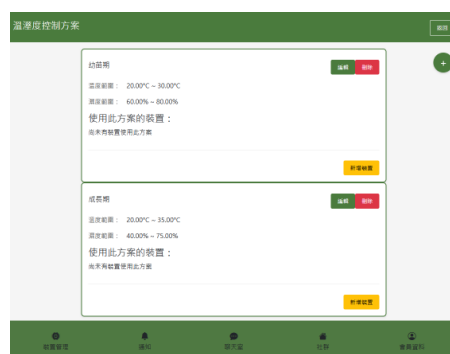 溫溼度控制方案
返回
幼苗期
編輯 刪除
+
溫度範圍： 20.00°C ~ 30.00°C
濕度範圍： 60.00% ~ 80.00%
使用此方案的裝置：
尚未有裝置使用此方案
新增裝置
成長期
編輯 刪除
溫度範圍： 20.00°C ~ 35.00°C
濕度範圍： 40.00% ~ 75.00%
使用此方案的裝置：
尚未有裝置使用此方案
新增裝置
裝置管理 通知 聊天室 社群 會員資料